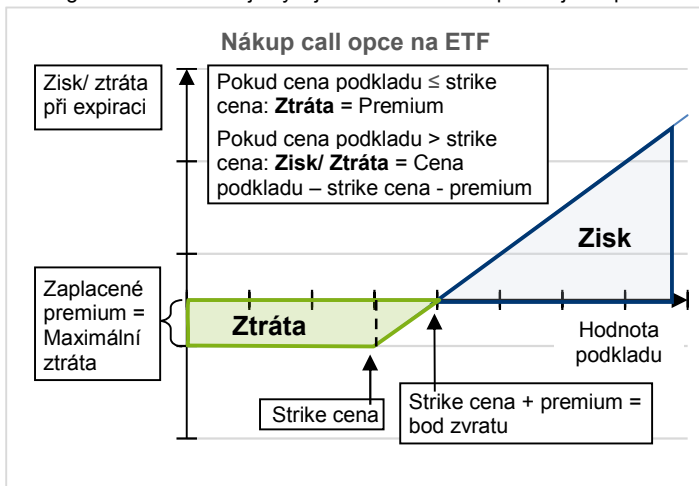 Nákup call opce na ETF
Zisk/ ztráta
při expiraci
Pokud cena podkladu ≤ strike
cena: Ztráta = Premium
Pokud cena podkladu > strike
cena: Zisk/ Ztráta = Cena
podkladu – strike cena - premium
Zisk
Zaplacené
premium =
Maximální
ztráta
Ztráta
Hodnota
podkladu
Strike cena
Strike cena + premium =
bod zvratu